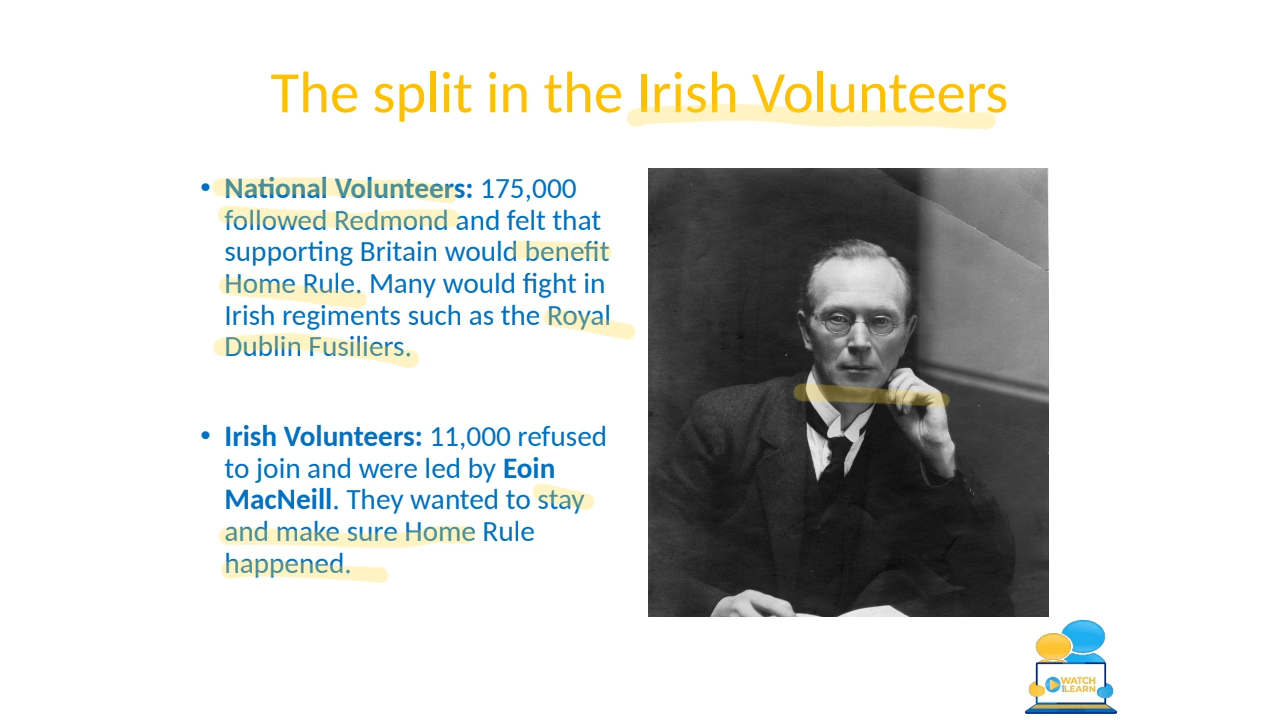 The split in the Irish Volunteers
• National Volunteers: 175,000
followed Redmond and felt that
supporting Britain would benefit
Home Rule. Many would fight in
Irish regiments such as the Royal
Dublin Fusiliers.
• Irish Volunteers: 11,000 refused
to join and were led by Eoin
MacNeill. They wanted to stay
and make sure Home Rule
happened.
WATCH
LEARN